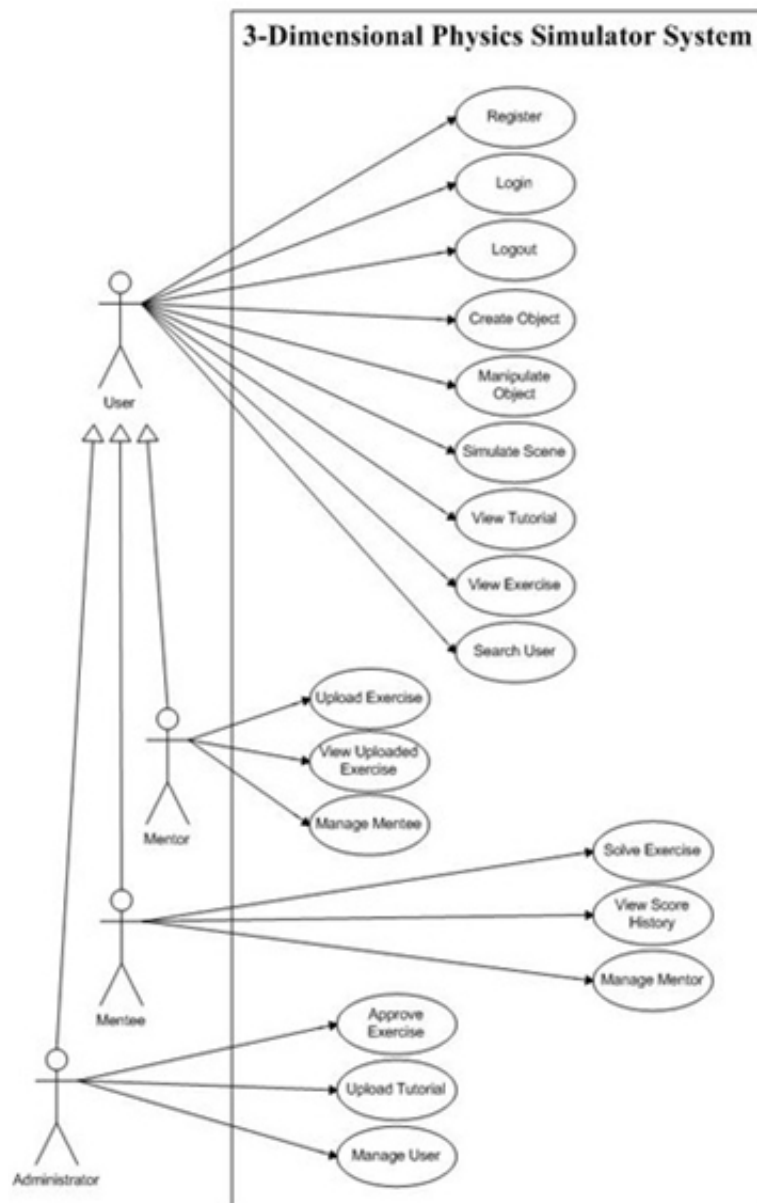 3-Dimensional Physics Simulator System
Register
Login
Logout
Create Object
Manipulate
Object
User
Simulate Scene
View Tutorial
View Exercise
Search User
Upload Exercise
View Uploaded
Exercise
Manage Mentee
Mentor
Solve Exercise
View Score
History
Manage Mentor
Mentee
Approve
Exercise
Upload Tutorial
Manage User
Administrator